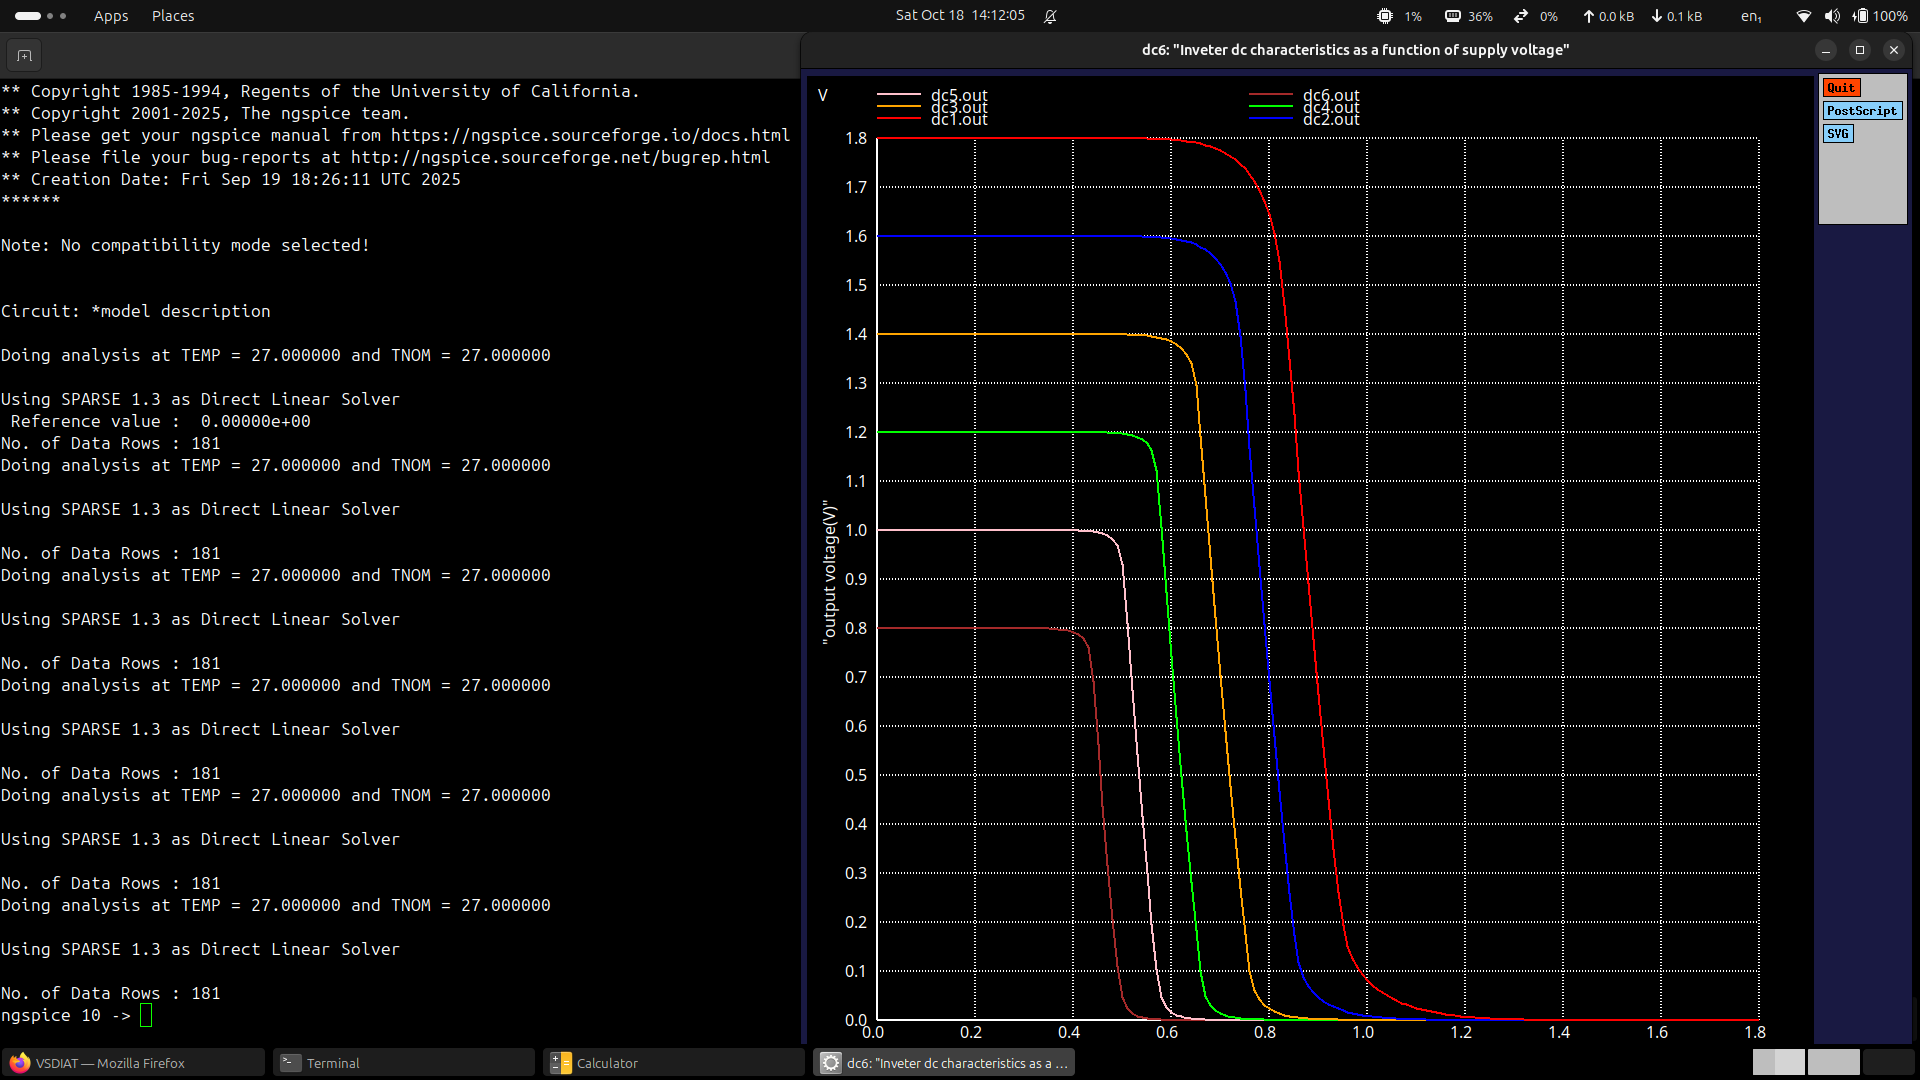 Apps Places
Sat Oct 18 14:12:05
1% 36% 0% 0.0 kB 0.1 kB en₁ 100%
dc6: "Inveter dc characteristics as a function of supply voltage"
** Copyright 1985-1994, Regents of the University of California.
** Copyright 2001-2025, The ngspice team.
** Please get your ngspice manual from https://ngspice.sourceforge.io/docs.html
** Please file your bug-reports at http://ngspice.sourceforge.net/bugrep.html
** Creation Date: Fri Sep 19 18:26:11 UTC 2025
******
Note: No compatibility mode selected!
Circuit: *model description
Doing analysis at TEMP = 27.000000 and TNOM = 27.000000
Using SPARSE 1.3 as Direct Linear Solver
Reference value : 0.00000e+00
No. of Data Rows : 181
Doing analysis at TEMP = 27.000000 and TNOM = 27.000000
Using SPARSE 1.3 as Direct Linear Solver
No. of Data Rows : 181
Doing analysis at TEMP = 27.000000 and TNOM = 27.000000
Using SPARSE 1.3 as Direct Linear Solver
No. of Data Rows : 181
Doing analysis at TEMP = 27.000000 and TNOM = 27.000000
Using SPARSE 1.3 as Direct Linear Solver
No. of Data Rows : 181
Doing analysis at TEMP = 27.000000 and TNOM = 27.000000
Using SPARSE 1.3 as Direct Linear Solver
No. of Data Rows : 181
Doing analysis at TEMP = 27.000000 and TNOM = 27.000000
Using SPARSE 1.3 as Direct Linear Solver
No. of Data Rows : 181
ngspice 10 ->
V
dc5.out dc6.out
dc3.out dc4.out
dc1.out dc2.out
Quit
PostScript
SVG
1.8
1.7
1.6
1.5
1.4
1.3
1.2
1.1
1.0
0.9
0.8
0.7
0.6
0.5
0.4
0.3
0.2
0.1
0.0
"output voltage(V)"
0.0 0.2 0.4 0.6 0.8 1.0 1.2 1.4 1.6 1.8
VSDIAT — Mozilla Firefox
Terminal
Calculator
dc6: "Inveter dc characteristics as a ...